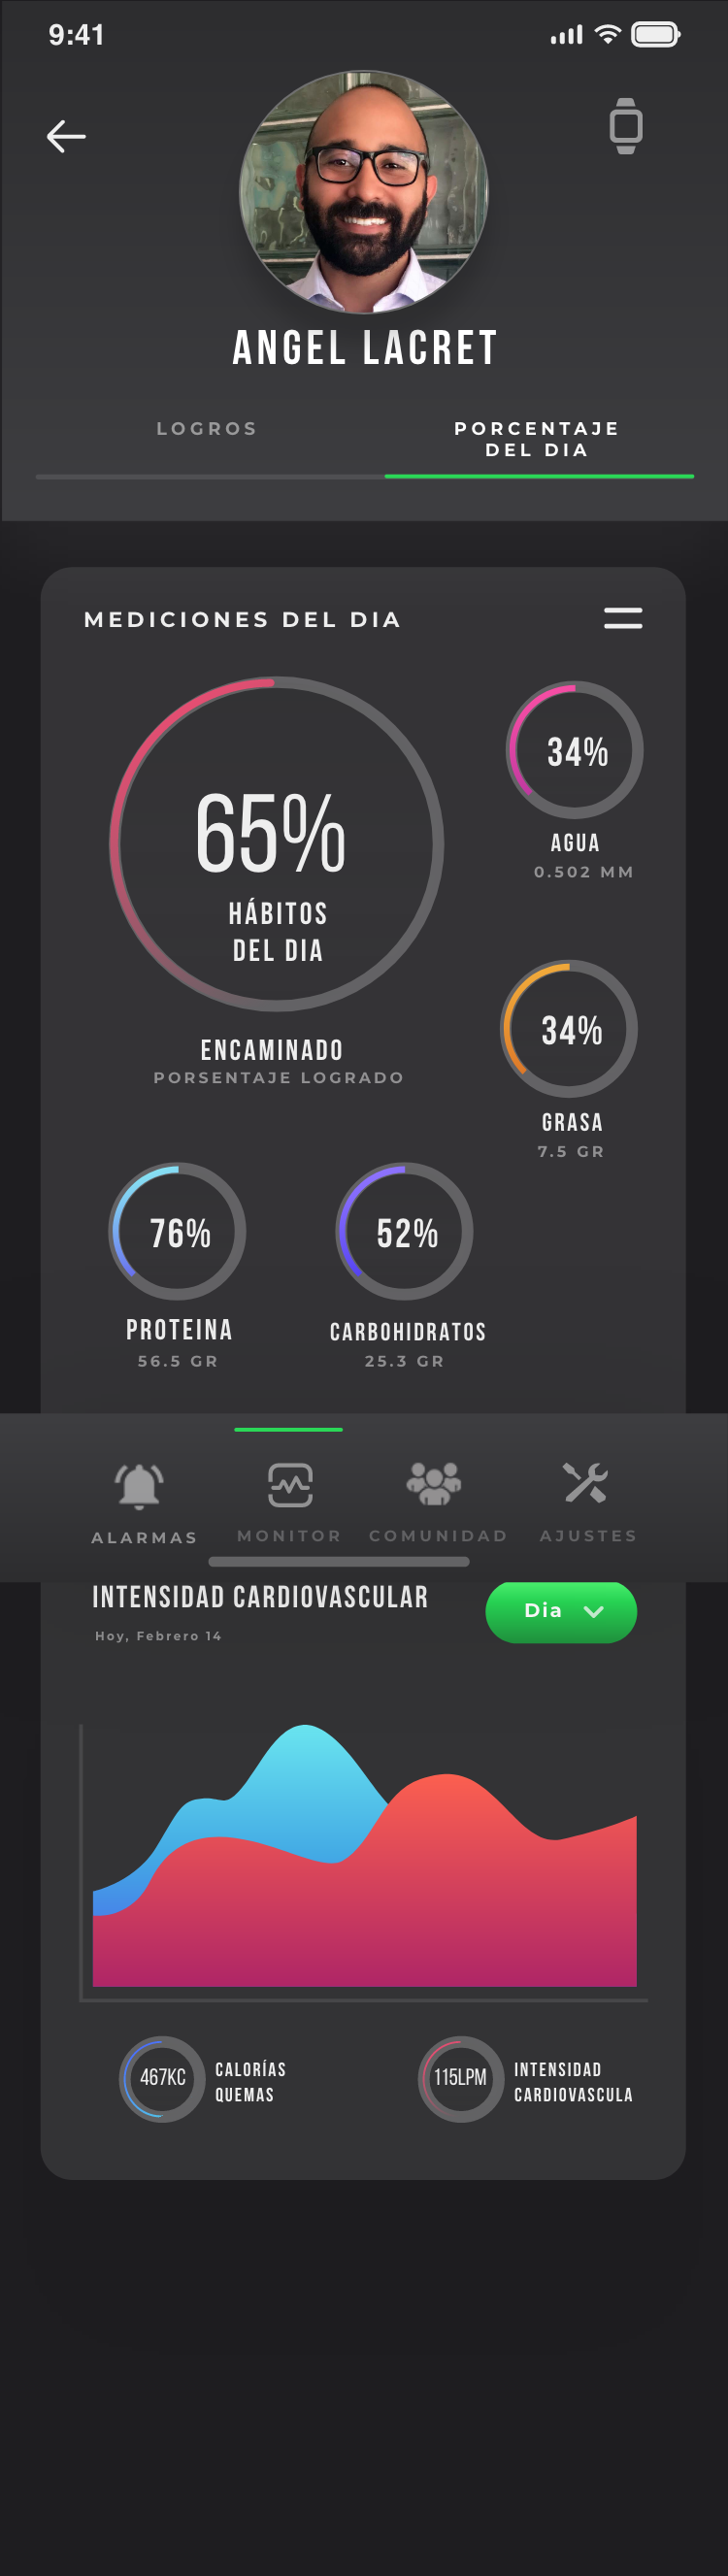 9:41
ANGEL LACRET
LOGROS
PORCENTAJE
DEL DIA
MEDICIONES DEL DIA
65%
HÁBITOS
DEL DIA
ENCAMINADO
PORSENTAJE LOGRADO
34%
AGUA
0.502 MM
34%
GRASA
7.5 GR
76%
PROTEINA
56.5 GR
52%
CARBOHIDRATOS
25.3 GR
ALARMAS
MONITOR
COMUNIDAD
AJUSTES
INTENSIDAD CARDIOVASCULAR
Hoy, Febrero 14
Dia
467KC
CALORÍAS
QUEMAS
115LPM
INTENSIDAD
CARDIOVASCULA